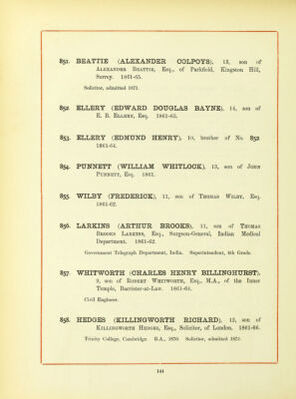 851. BEATTIE (ALEXANDER COLPOYS), 13, son of
ALEXANDER BEATTIE, Esq., of Parkfield, Kingston Hill,
Surrey. 1861-65.
Solicitor, admitted 1871.
852. ELLERY (EDWARD DOUGLAS BAYNE), 14, son of
E. B. ELLERY, Esq. 1861-63.
853. ELLERY (EDMUND HENRY), 10, brother of No. 852
1861-64.
854. PUNNETT (WILLIAM WHITLOCK), 13, son of JOHN
PUNNETT, Esq. 1861.
855. WILBY (FREDERICK), 11, son of THOMAS WILBY, Esq.
1861-62.
856. LARKINS (ARTHUR BROOKS), 11, son of THOMAS
BROOKS LARKINS, Esq., Surgeon-General, Indian Medical
Department. 1861-62.
Government Telegraph Department, India. Superintendent, 4th Grade.
857. WHITWORTH (CHARLES HENRY BILLINGHURST),
9, son of ROBERT WHITWORTH, Esq., M.A., of the Inner
Temple, Barrister-at-Law. 1861-64.
Civil Engineer.
858. HEDGES (KILLINGWORTH RICHARD), 12, son of
KILLINGWORTH HEDGES, Esq., Solicitor, of London. 1861-66.
Trinity College, Cambridge. B.A., 1870. Solicitor, admitted 1875.
144